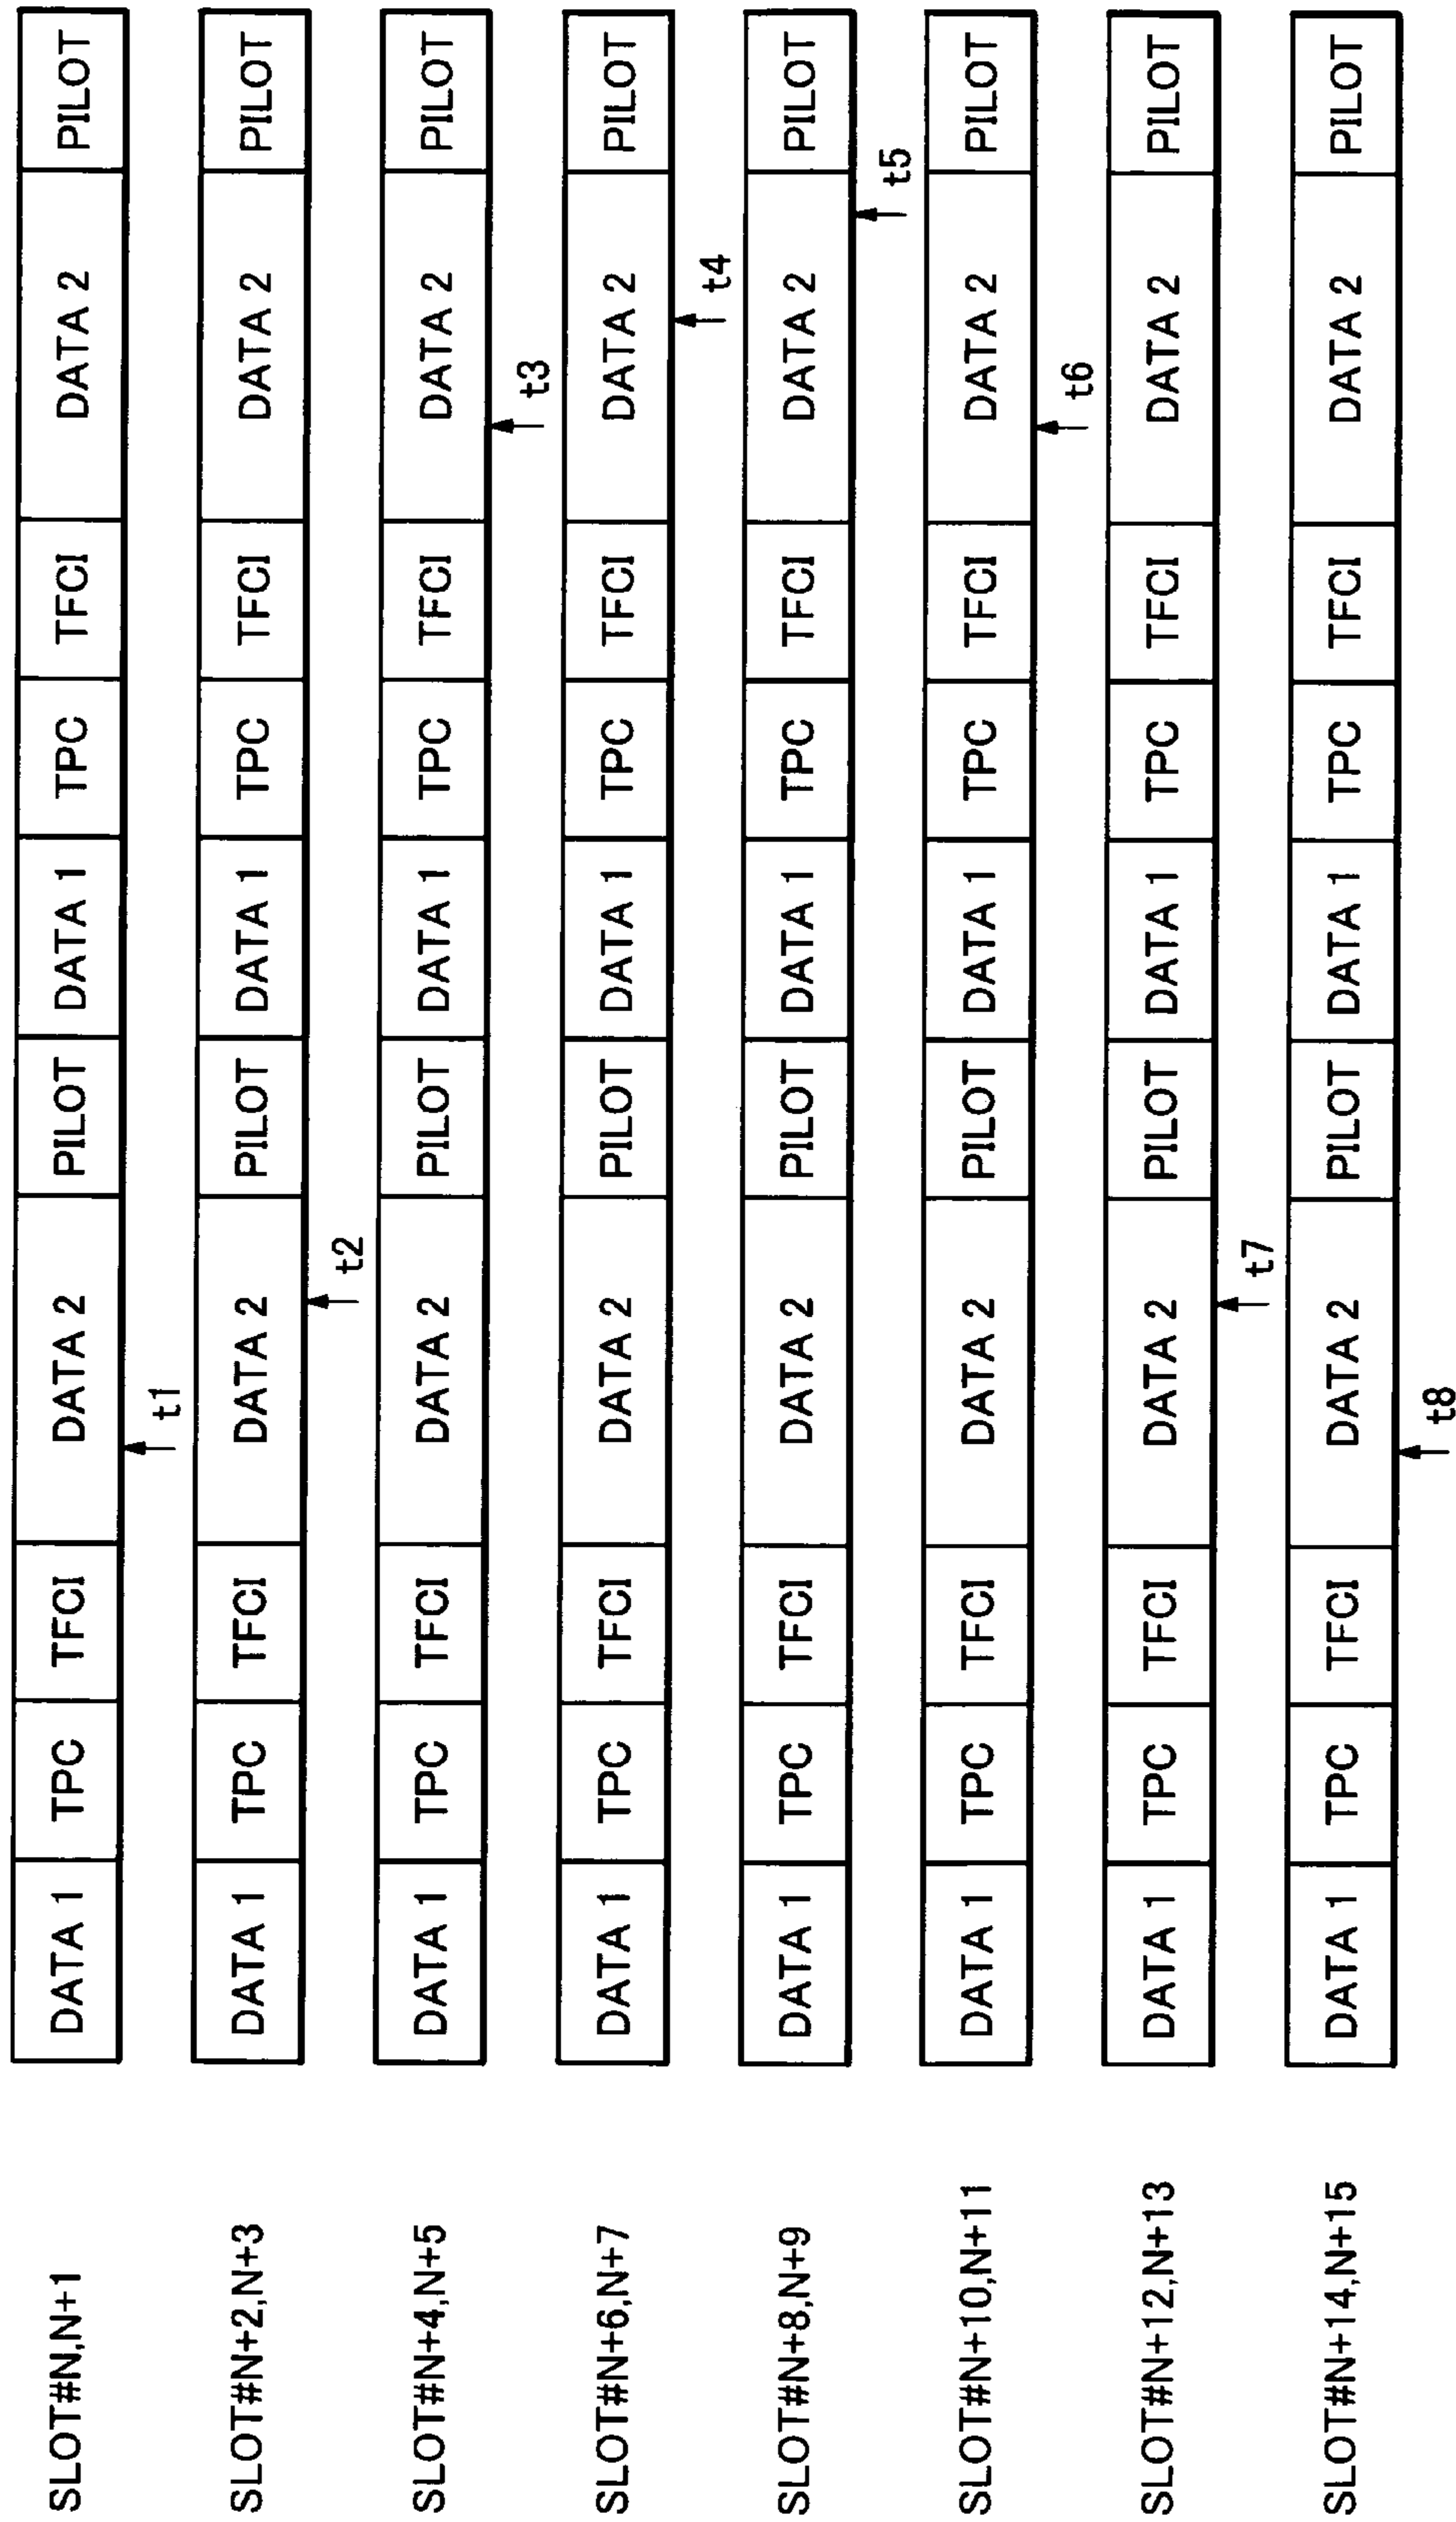 SLOT#N,N+1 DATA 1 TPC TFCI DATA 2 PILOT DATA 1 TPC TFCI DATA 2 PILOT
t1
SLOT#N+2,N+3 DATA 1 TPC TFCI DATA 2 PILOT DATA 1 TPC TFCI DATA 2 PILOT
t2
SLOT#N+4,N+5 DATA 1 TPC TFCI DATA 2 PILOT DATA 1 TPC TFCI DATA 2 PILOT
t3
SLOT#N+6,N+7 DATA 1 TPC TFCI DATA 2 PILOT DATA 1 TPC TFCI DATA 2 PILOT
t4
SLOT#N+8,N+9 DATA 1 TPC TFCI DATA 2 PILOT DATA 1 TPC TFCI DATA 2 PILOT
t5
SLOT#N+10,N+11 DATA 1 TPC TFCI DATA 2 PILOT DATA 1 TPC TFCI DATA 2 PILOT
t6
SLOT#N+12,N+13 DATA 1 TPC TFCI DATA 2 PILOT DATA 1 TPC TFCI DATA 2 PILOT
t7
SLOT#N+14,N+15 DATA 1 TPC TFCI DATA 2 PILOT DATA 1 TPC TFCI DATA 2 PILOT
t8